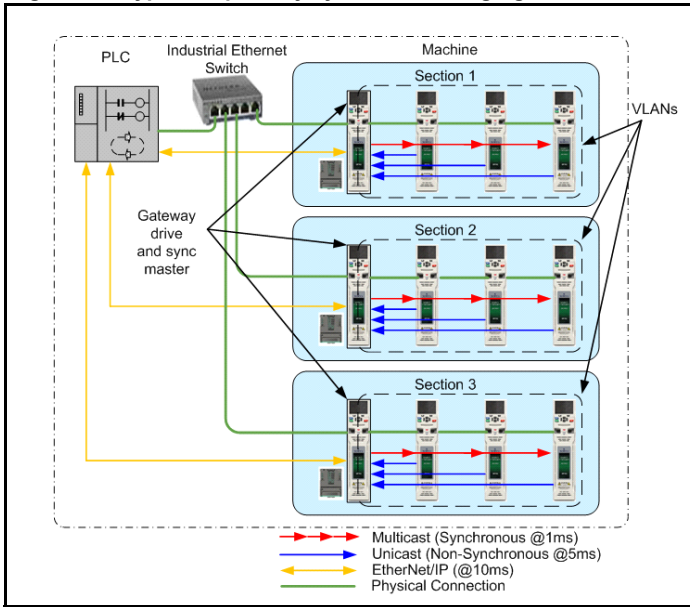 PLC
Industrial Ethernet
Switch
Machine
Section 1
VLANs
Gateway
drive
and sync
master
Section 2
Section 3
Multicast (Synchronous @1ms)
Unicast (Non-Synchronous @5ms)
EtherNet/IP (@10ms)
Physical Connection